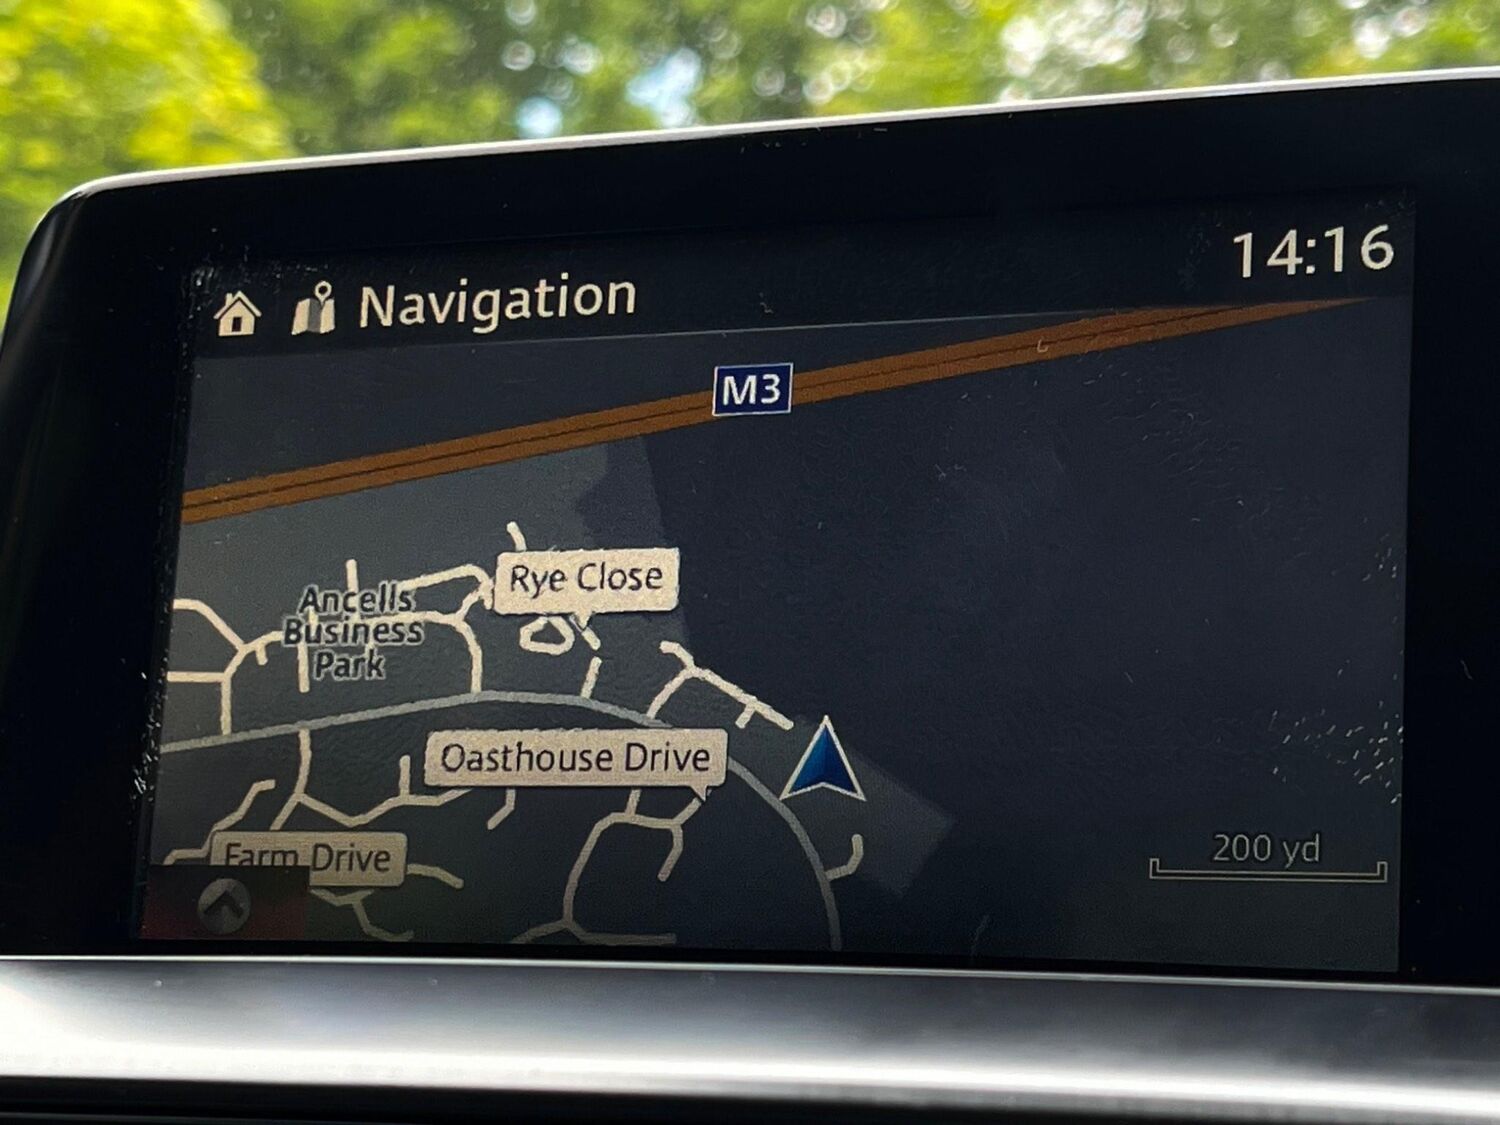 Navigation
14:16
M3
Rye Close
Ancells
Business
Park
Oasthouse Drive
200 yd
Farm Drive